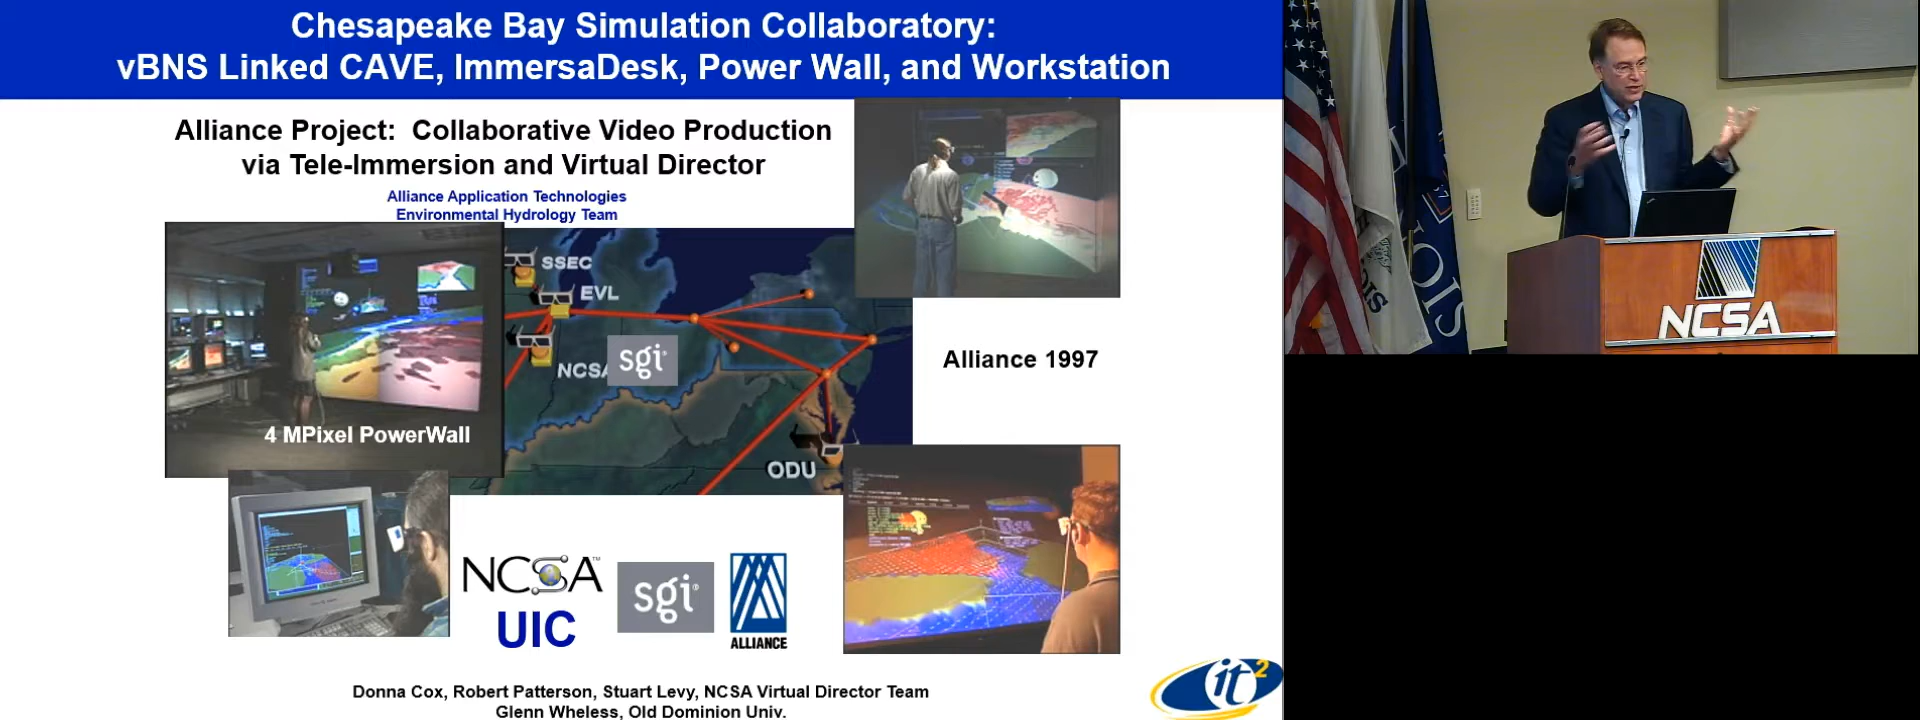 Chesapeake Bay Simulation Collaboratory:
vBNS Linked CAVE, ImmersaDesk, Power Wall, and Workstation
Alliance Project: Collaborative Video Production
via Tele-Immersion and Virtual Director
Alliance Application Technologies
Environmental Hydrology Team
SSEC
EVL
NCSA
sgi
ODU
4 MPixel PowerWall
Alliance 1997
NCSA™
UIC
sgi
ALLIANCE
Donna Cox, Robert Patterson, Stuart Levy, NCSA Virtual Director Team
Glenn Wheless, Old Dominion Univ.
it2
NCSA